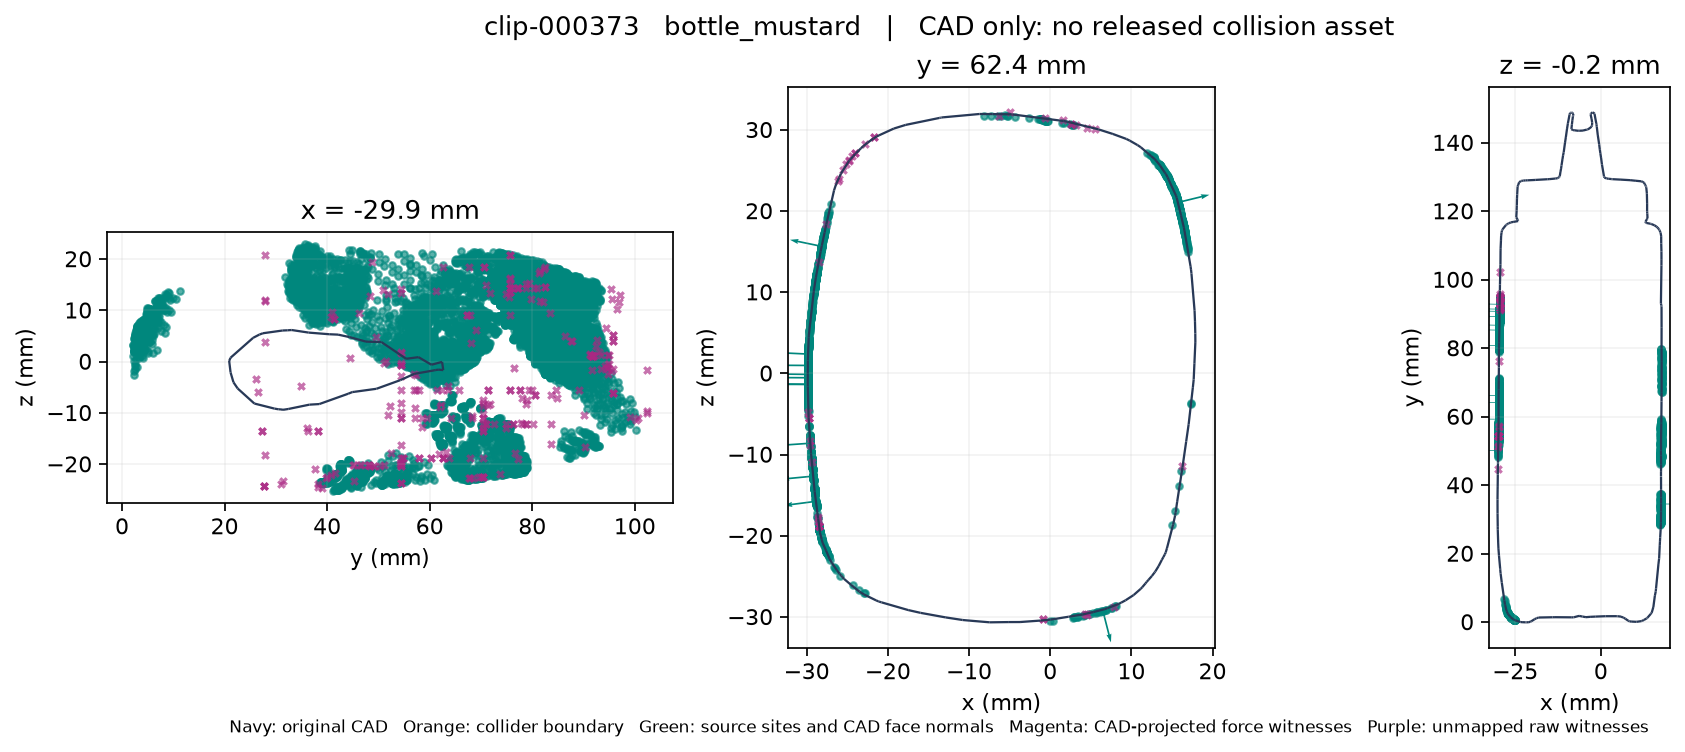 clip-000373   bottle_mustard   |   CAD only: no released collision asset
x = -29.9 mm
20
10
0
−10
−20
z (mm)
0 20 40 60 80 100
y (mm)
y = 62.4 mm
30
20
10
0
−10
−20
−30
z (mm)
−30 −20 −10 0 10 20
x (mm)
z = -0.2 mm
140
120
100
80
60
40
20
0
y (mm)
−25 0
x (mm)
Navy: original CAD   Orange: collider boundary   Green: source sites and CAD face normals   Magenta: CAD-projected force witnesses   Purple: unmapped raw witnesses